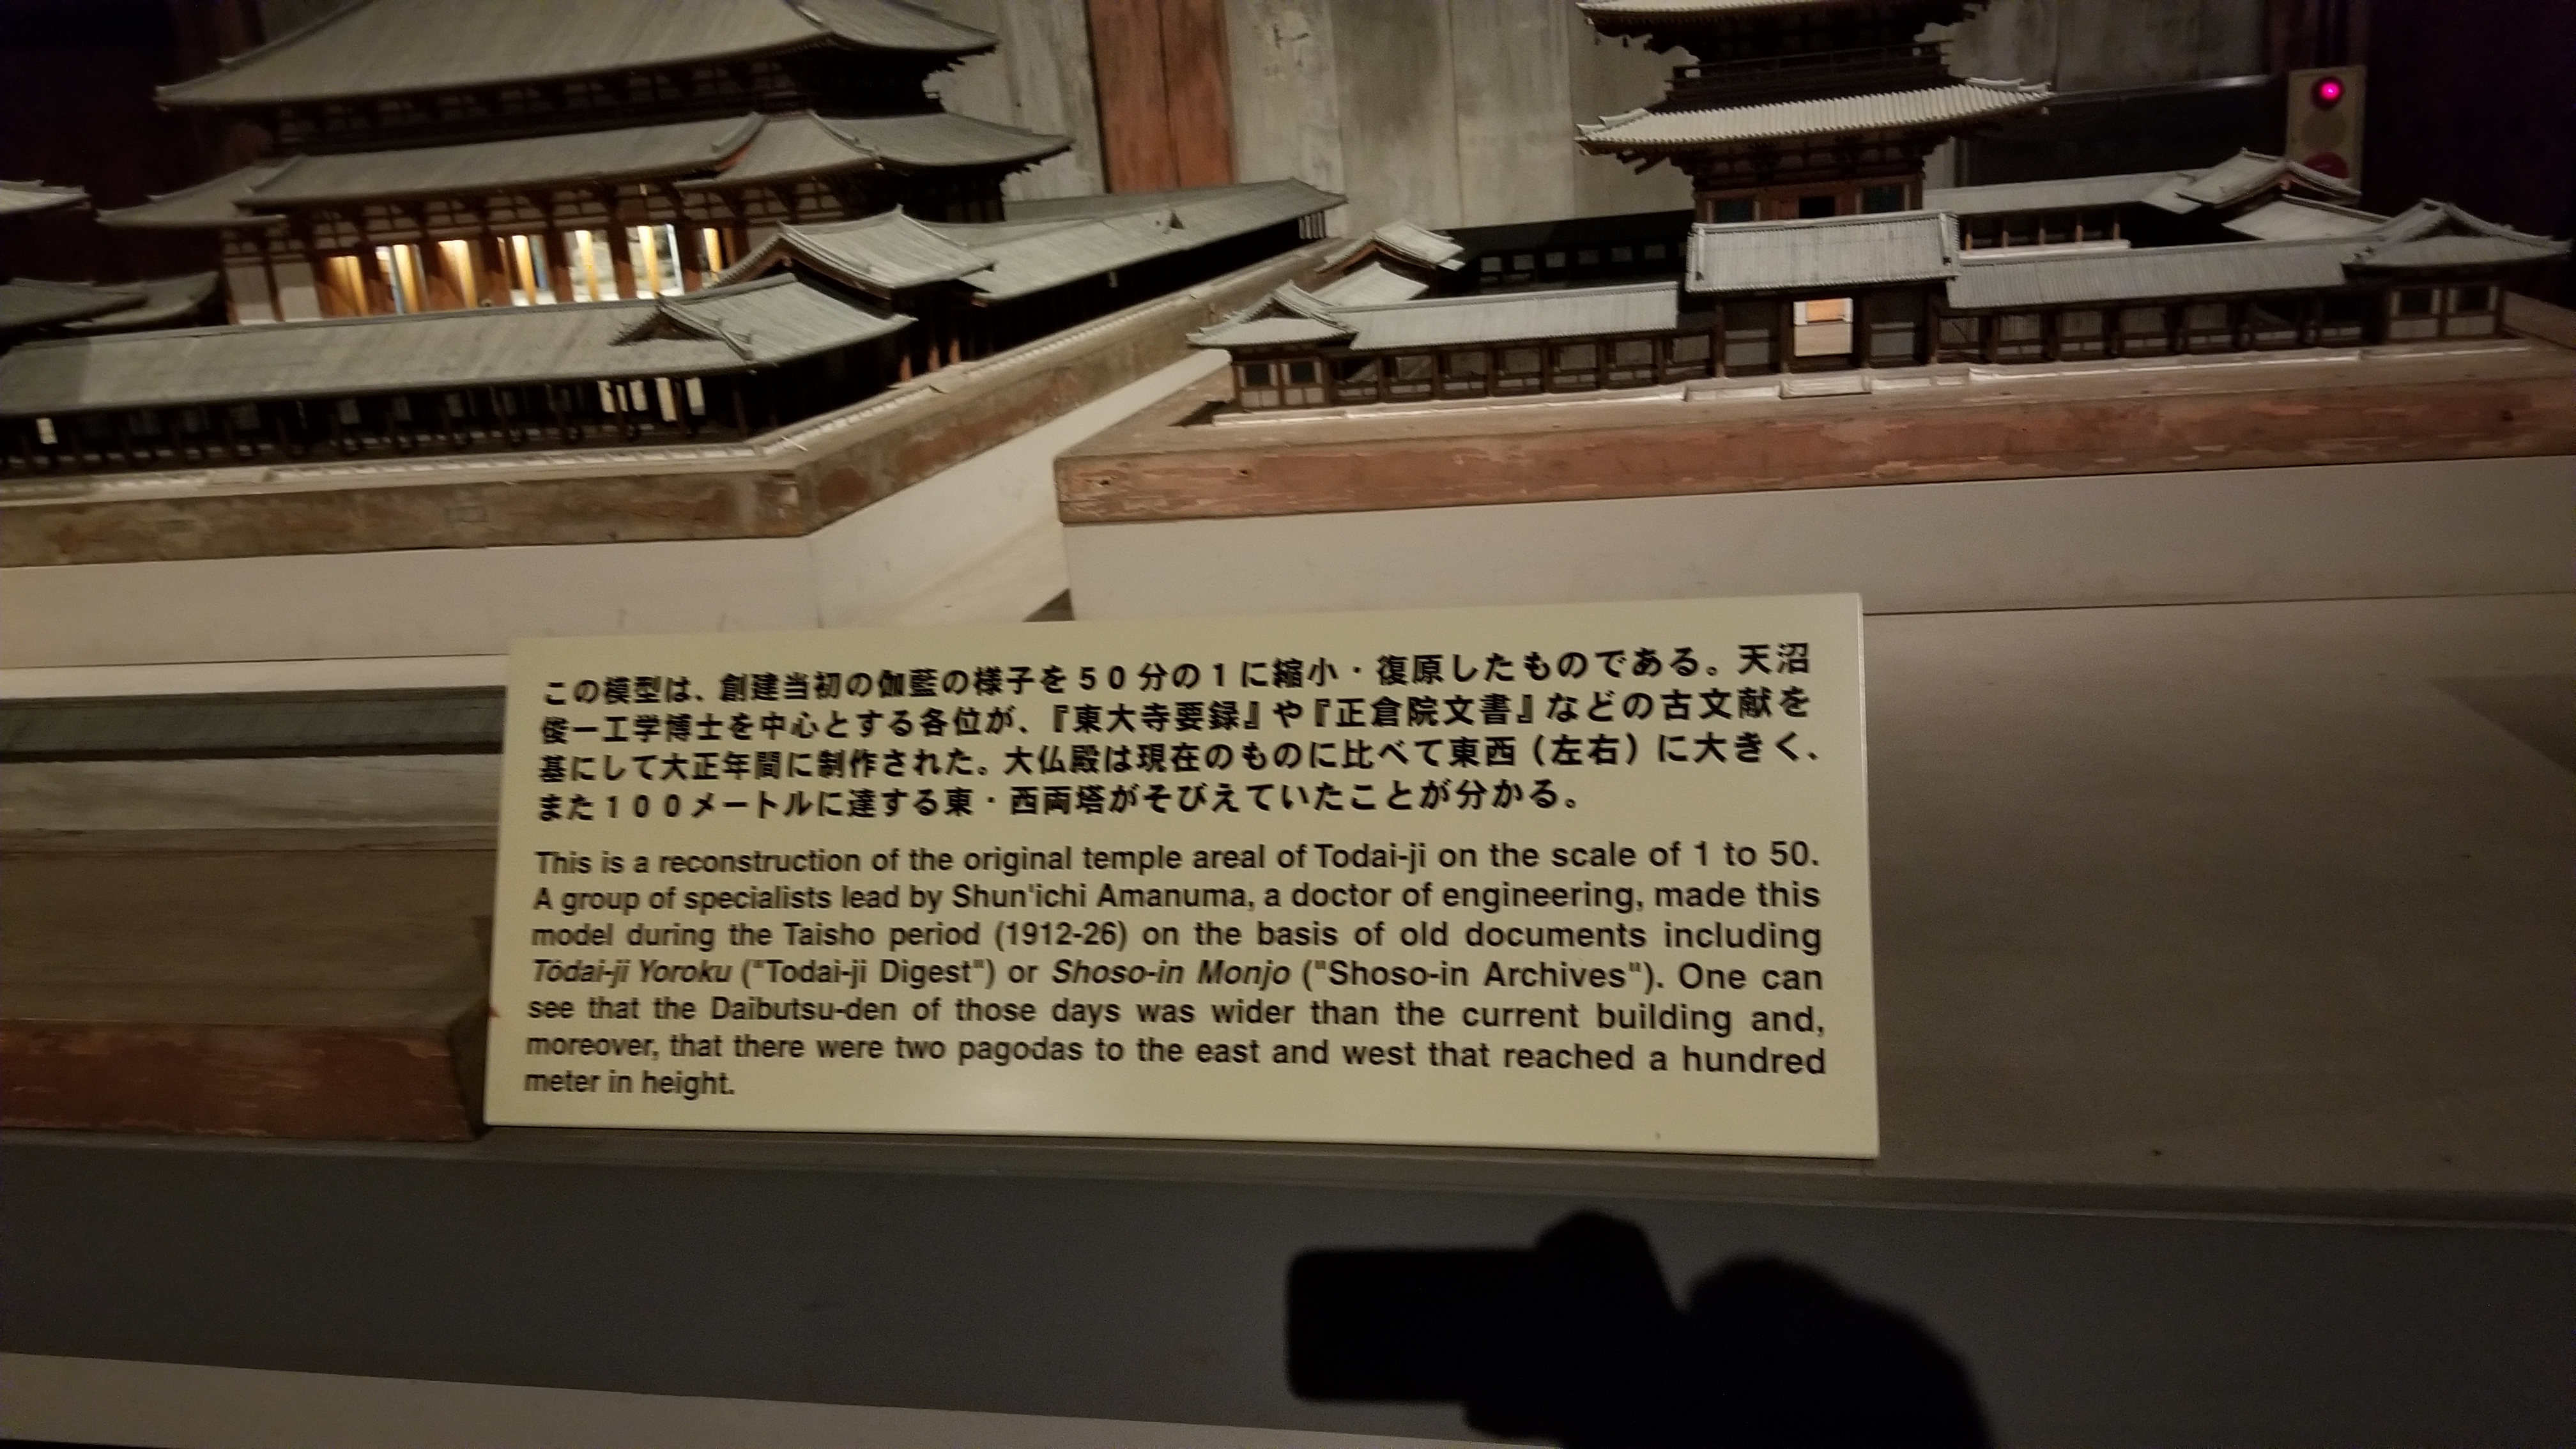 この模型は、創建当初の伽藍の様子を５０分の１に縮小・復原したものである。天沼
俊一工学博士を中心とする各位が、『東大寺要録』や『正倉院文書』などの古文献を
基にして大正年間に制作された。大仏殿は現在のものに比べて東西（左右）に大きく、
また１００メートルに達する東・西両塔がそびえていたことが分かる。
This is a reconstruction of the original temple areal of Todai-ji on the scale of 1 to 50.
A group of specialists lead by Shun'ichi Amanuma, a doctor of engineering, made this
model during the Taisho period (1912-26) on the basis of old documents including
Tōdai-ji Yoroku ("Todai-ji Digest") or Shoso-in Monjo ("Shoso-in Archives"). One can
see that the Daibutsu-den of those days was wider than the current building and,
moreover, that there were two pagodas to the east and west that reached a hundred
meter in height.